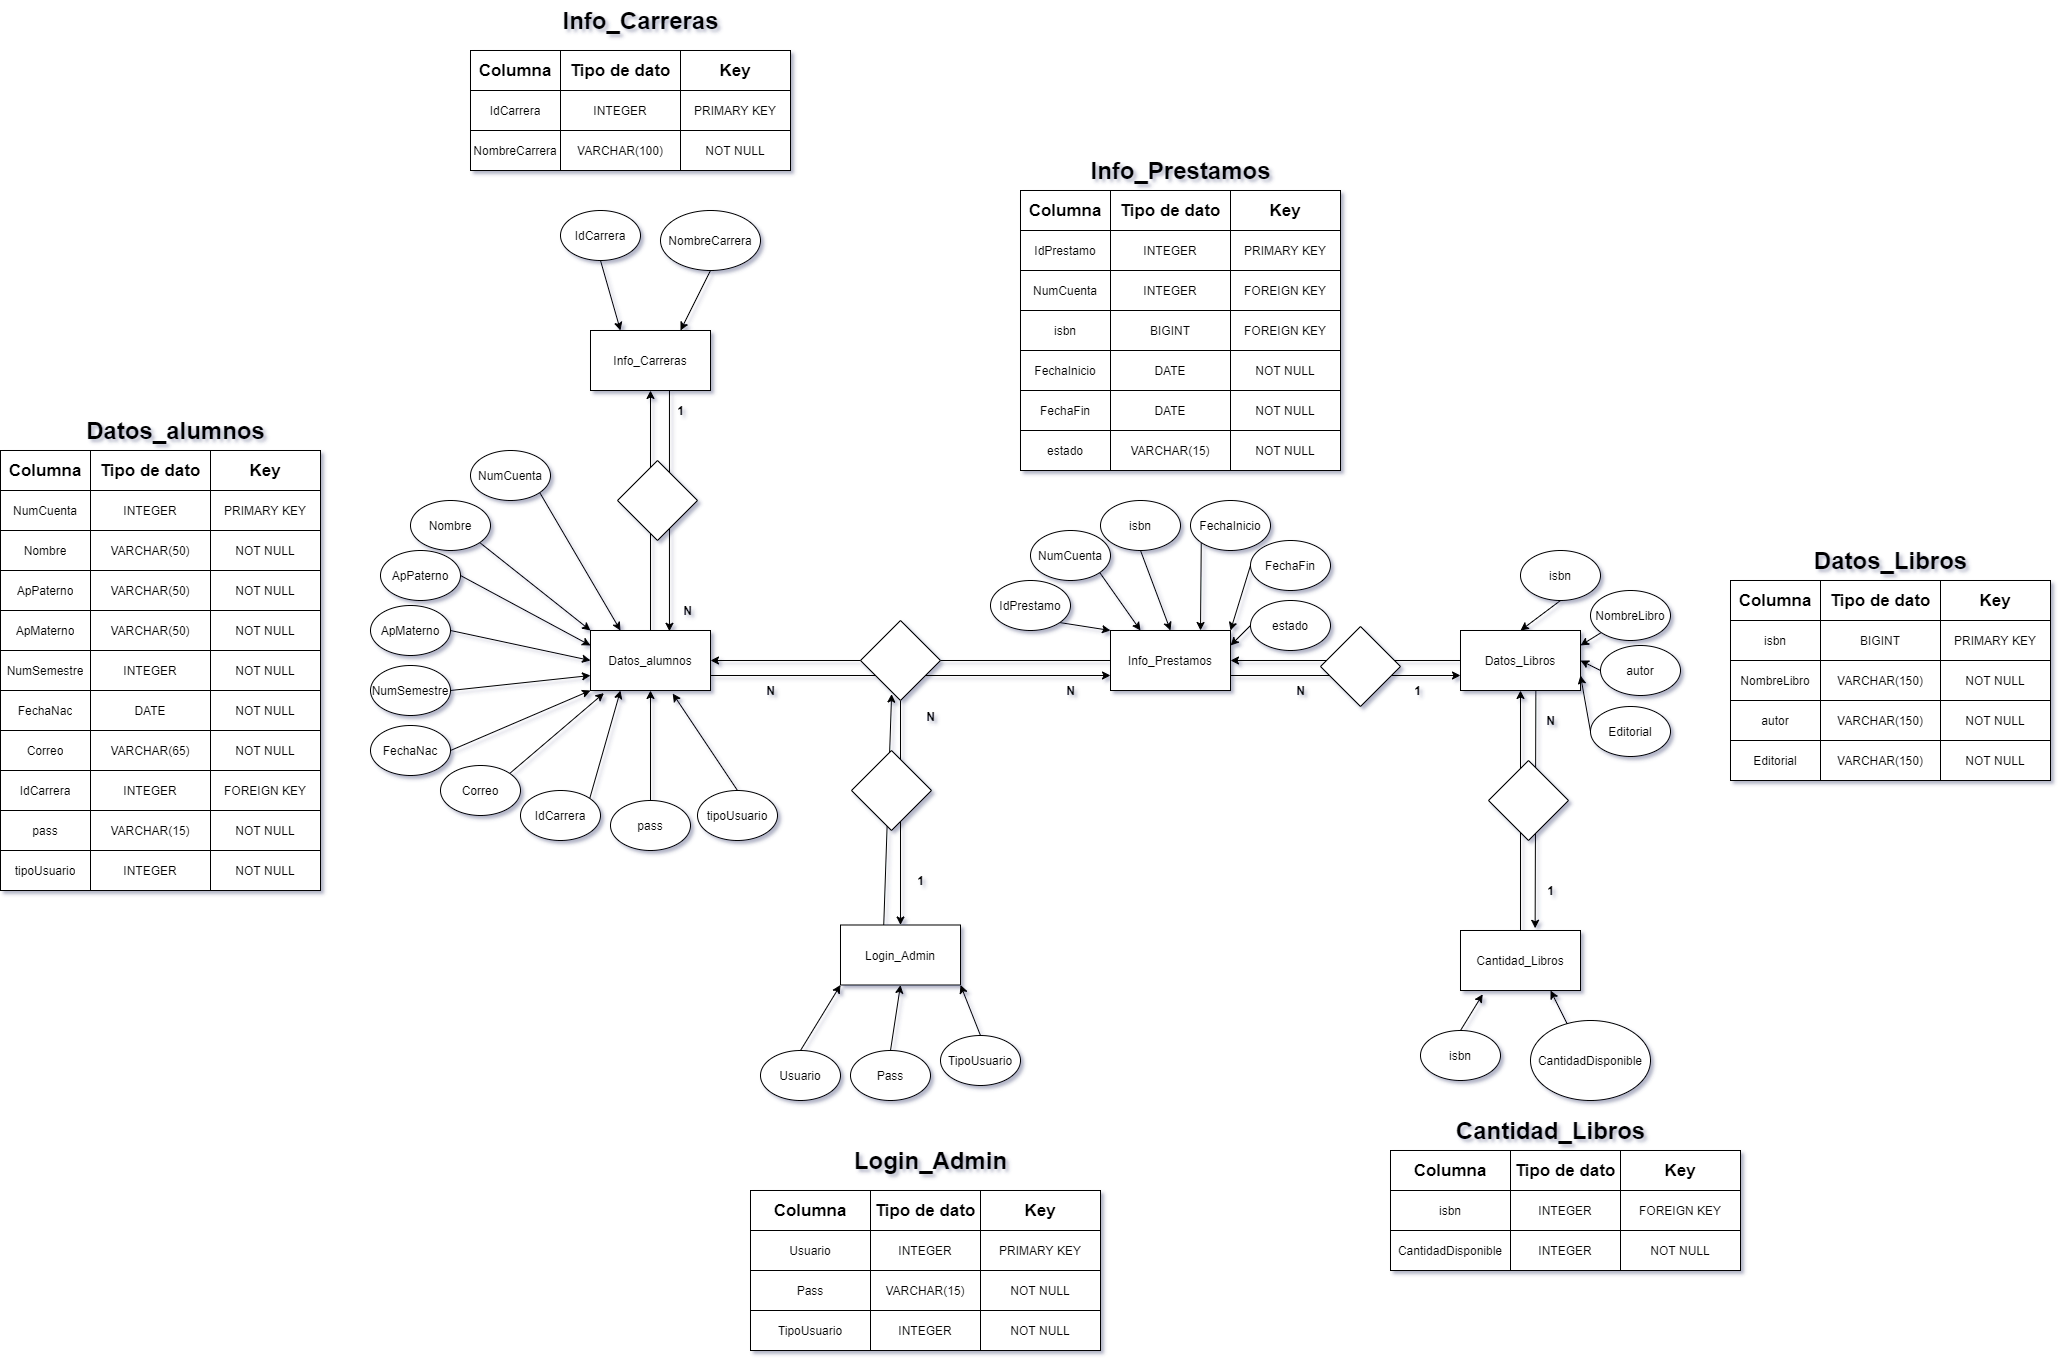 Info_Carreras
Columna Tipo de dato Key
IdCarrera INTEGER PRIMARY KEY
NombreCarrera VARCHAR(100) NOT NULL
IdCarrera
NombreCarrera
Info_Carreras
1
N
Info_Prestamos
Columna Tipo de dato Key
IdPrestamo INTEGER PRIMARY KEY
NumCuenta INTEGER FOREIGN KEY
isbn BIGINT FOREIGN KEY
FechaInicio DATE NOT NULL
FechaFin DATE NOT NULL
estado VARCHAR(15) NOT NULL
Datos_alumnos
Columna Tipo de dato Key
NumCuenta INTEGER PRIMARY KEY
Nombre VARCHAR(50) NOT NULL
ApPaterno VARCHAR(50) NOT NULL
ApMaterno VARCHAR(50) NOT NULL
NumSemestre INTEGER NOT NULL
FechaNac DATE NOT NULL
Correo VARCHAR(65) NOT NULL
IdCarrera INTEGER FOREIGN KEY
pass VARCHAR(15) NOT NULL
tipoUsuario INTEGER NOT NULL
NumCuenta
Nombre
ApPaterno
ApMaterno
NumSemestre
FechaNac
Correo
IdCarrera
pass
tipoUsuario
Datos_alumnos
N
N
N
1
isbn
FechaInicio
NumCuenta
FechaFin
IdPrestamo
estado
Info_Prestamos
N
1
isbn
NombreLibro
autor
Editorial
Datos_Libros
N
1
Datos_Libros
Columna Tipo de dato Key
isbn BIGINT PRIMARY KEY
NombreLibro VARCHAR(150) NOT NULL
autor VARCHAR(150) NOT NULL
Editorial VARCHAR(150) NOT NULL
Login_Admin
Usuario
Pass
TipoUsuario
Cantidad_Libros
isbn
CantidadDisponible
Login_Admin
Columna Tipo de dato Key
Usuario INTEGER PRIMARY KEY
Pass VARCHAR(15) NOT NULL
TipoUsuario INTEGER NOT NULL
Cantidad_Libros
Columna Tipo de dato Key
isbn INTEGER FOREIGN KEY
CantidadDisponible INTEGER NOT NULL